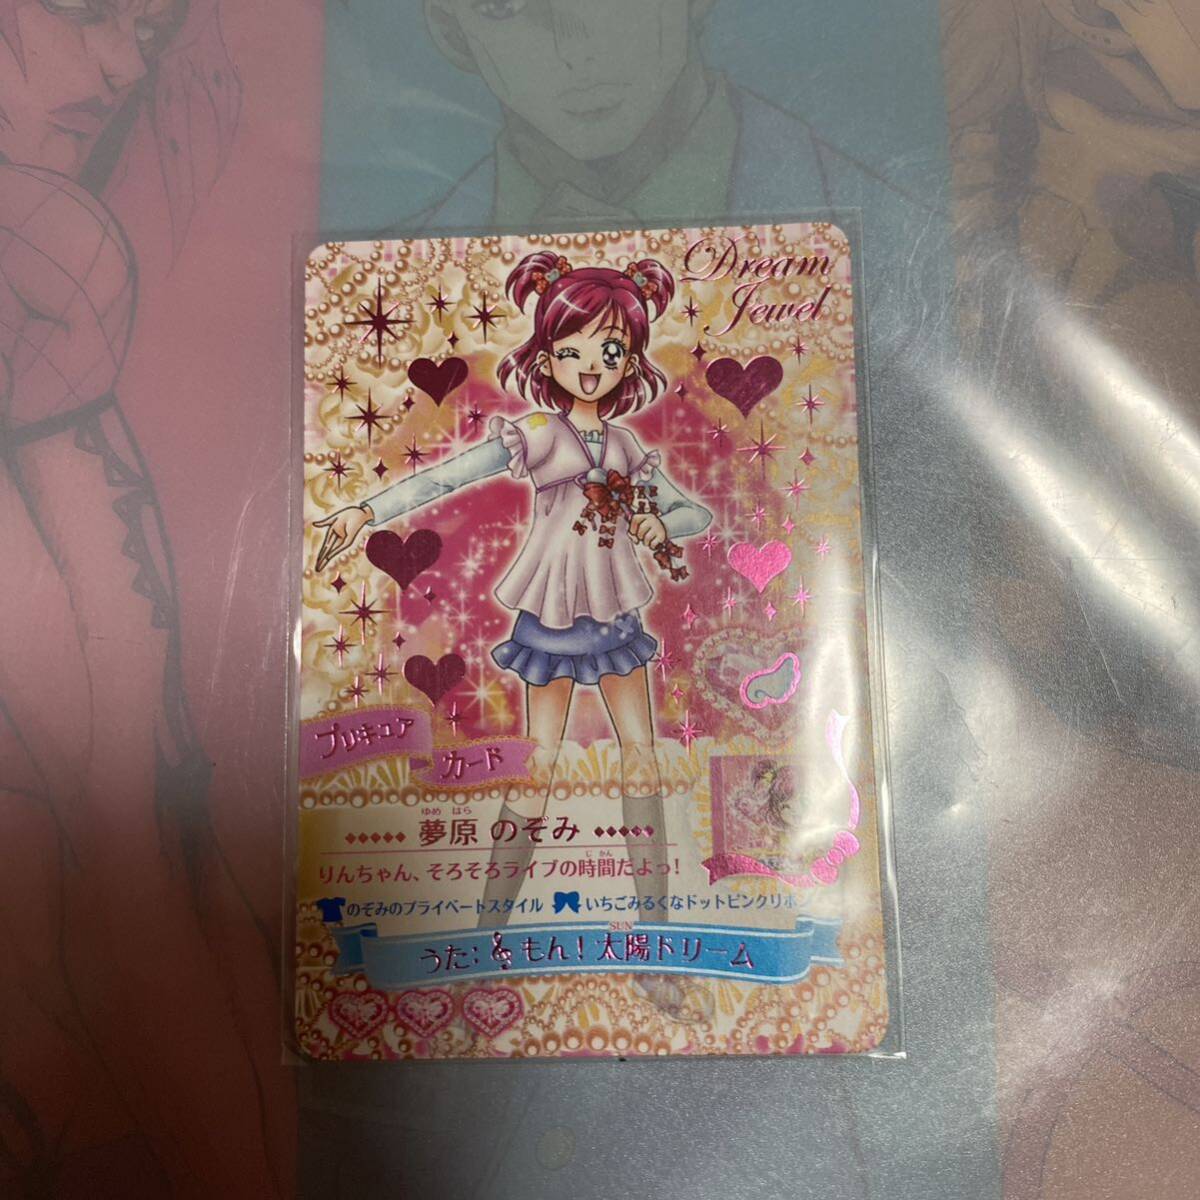 Dream
Jewel
プリキュア
カード
ゆめ はら
夢原 のぞみ
じ かん
りんちゃん、そろそろライブの時間だよっ!
のぞみのプライベートスタイル いちごみるくなドットピンクリボン
SUN
うた: もん! 太陽ドリーム